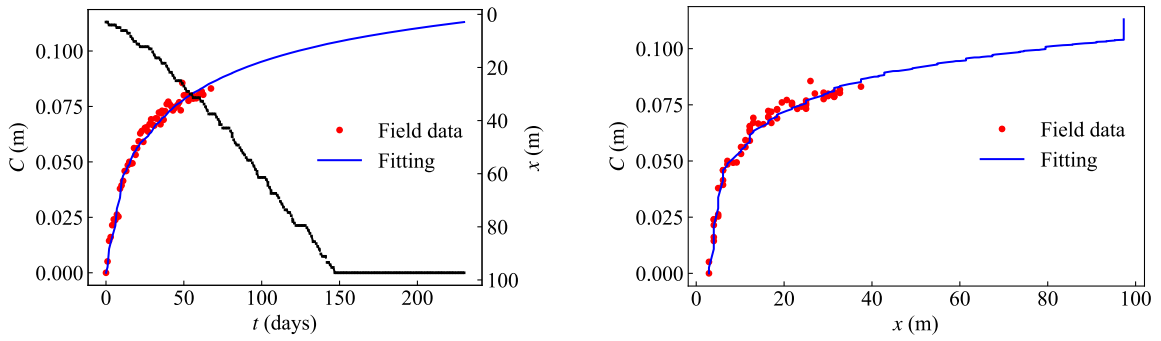 0.100
0.075
0.050
0.025
0.000
C (m)
0
20
40
60
80
100
x (m)
Field data
Fitting
0 50 100 150 200
t (days)
0.100
0.075
0.050
0.025
0.000
C (m)
Field data
Fitting
0 20 40 60 80 100
x (m)